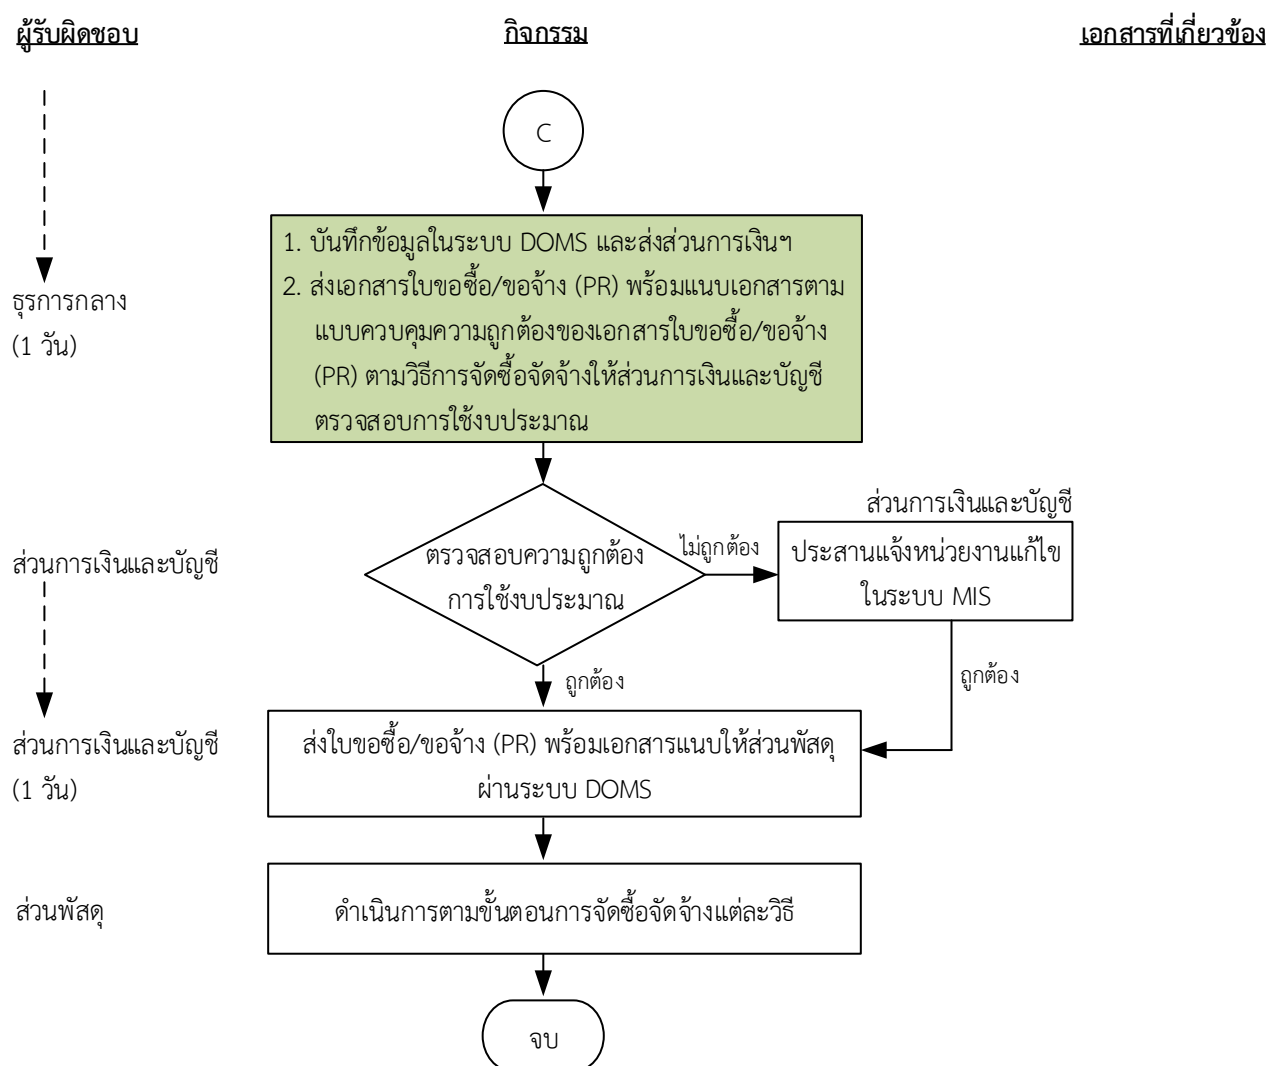 ผู้รับผิดชอบ
กิจกรรม
เอกสารที่เกี่ยวข้อง
C
1. บันทึกข้อมูลในระบบ DOMS และส่งส่วนการเงินฯ
2. ส่งเอกสารใบขอซื้อ/ขอจ้าง (PR) พร้อมแนบเอกสารตาม
แบบควบคุมความถูกต้องของเอกสารใบขอซื้อ/ขอจ้าง
(PR) ตามวิธีการจัดซื้อจัดจ้างให้ส่วนการเงินและบัญชี
ตรวจสอบการใช้งบประมาณ
ธุรการกลาง
(1 วัน)
ส่วนการเงินและบัญชี
ตรวจสอบความถูกต้อง
การใช้งบประมาณ
ไม่ถูกต้อง
ส่วนการเงินและบัญชี
ประสานแจ้งหน่วยงานแก้ไข
ในระบบ MIS
ถูกต้อง
ถูกต้อง
ส่วนการเงินและบัญชี
(1 วัน)
ส่งใบขอซื้อ/ขอจ้าง (PR) พร้อมเอกสารแนบให้ส่วนพัสดุ
ผ่านระบบ DOMS
ส่วนพัสดุ
ดำเนินการตามขั้นตอนการจัดซื้อจัดจ้างแต่ละวิธี
จบ